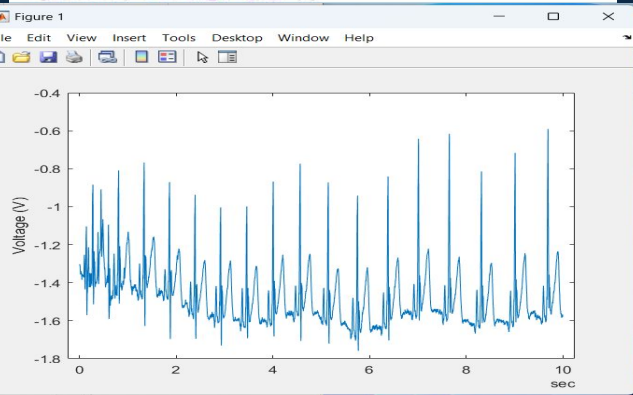 Figure 1
le Edit View Insert Tools Desktop Window Help
-0.4
-0.6
-0.8
-1
-1.2
-1.4
-1.6
-1.8
Voltage (V)
0 2 4 6 8 10
sec